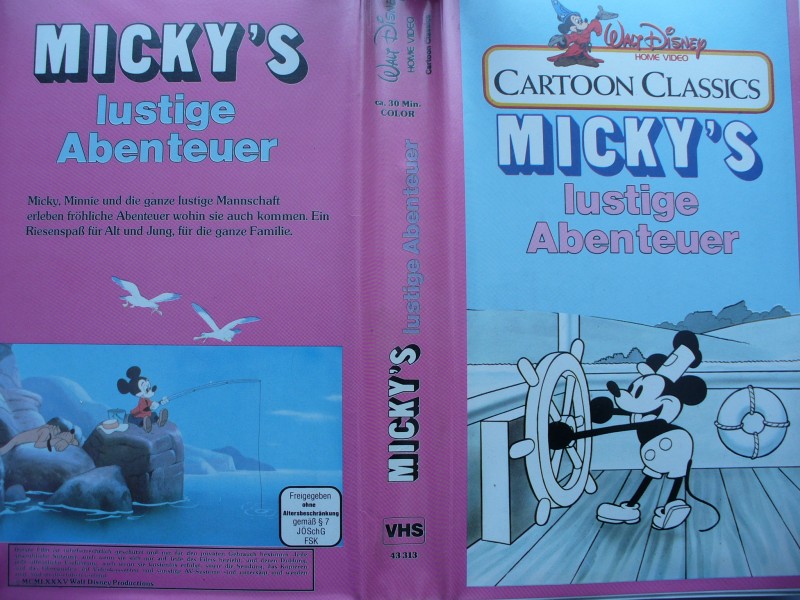 MICKY'S
lustige
Abenteuer
Micky, Minnie und die ganze lustige Mannschaft
erleben fröhliche Abenteuer wohin sie auch kommen. Ein
Riesenspaß für Alt und Jung, für die ganze Familie.
Freigegeben
ohne
Altersbeschränkung
gemäß § 7
JÖSchG
FSK
© MCMLXXXV Walt Disney Productions
WALT DISNEY
HOME VIDEO
Cartoon Classics
ca. 30 Min.
COLOR
MICKY'S lustige Abenteuer
VHS
43 313
WALT DISNEY
HOME VIDEO
CARTOON CLASSICS
MICKY'S
lustige
Abenteuer